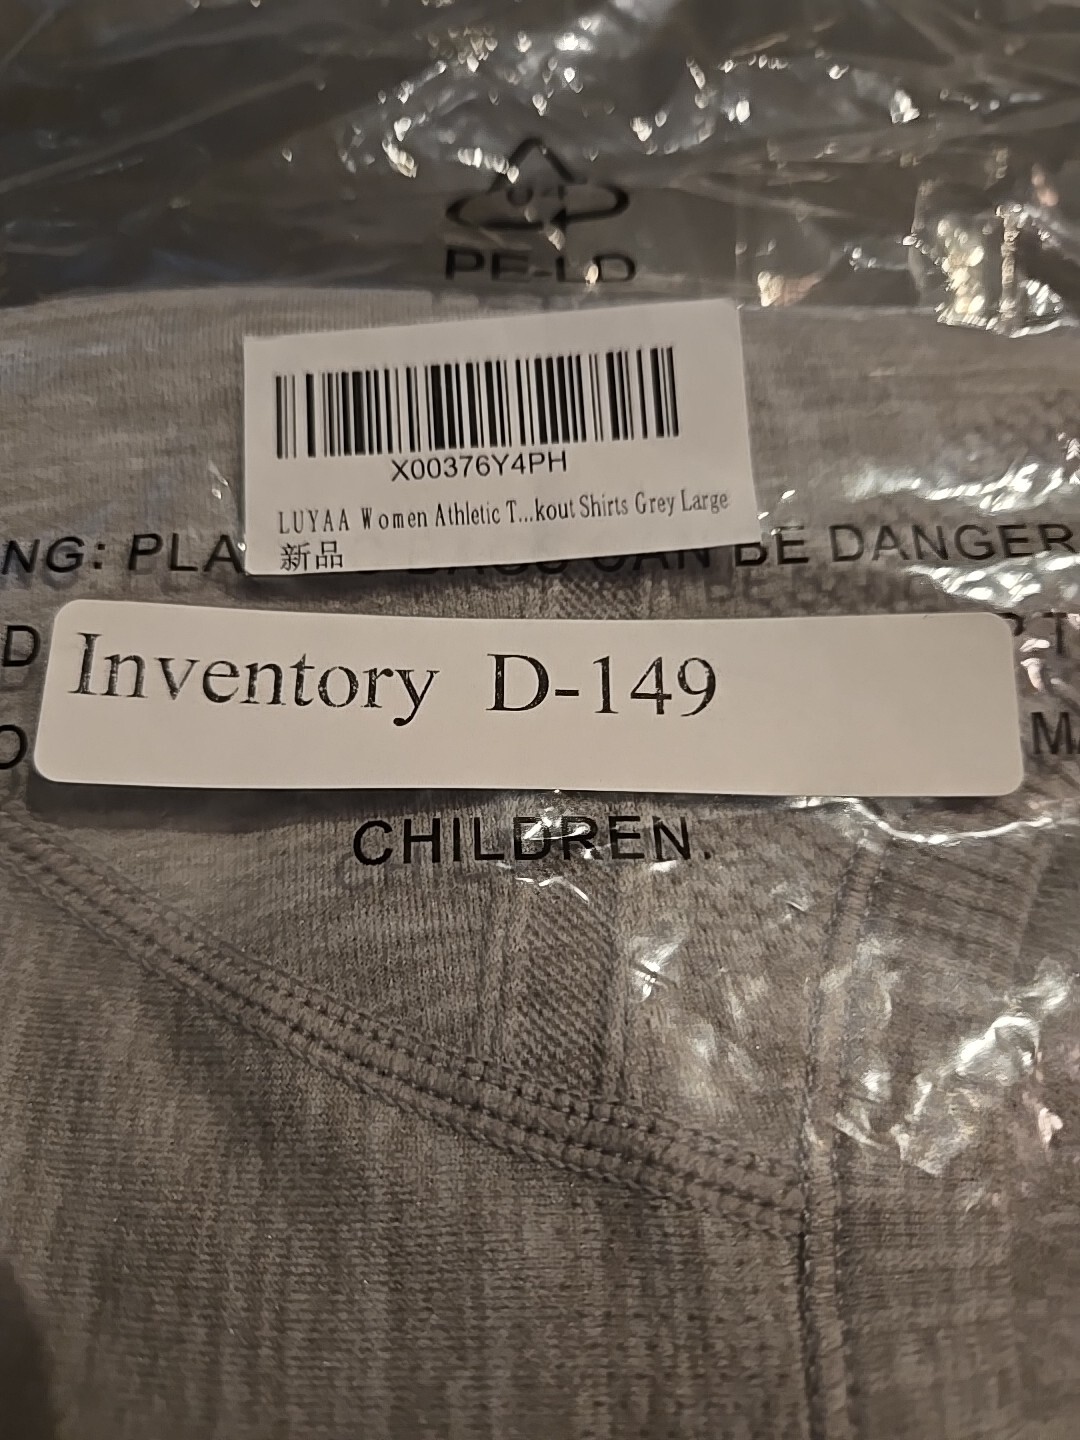 04
PE-LD
X00376Y4PH
LUYAA Women Athletic T...kout Shirts Grey Large
新品
NG: PLA BAGS CAN BE DANGER
D
Inventory D-149
O M
CHILDREN.